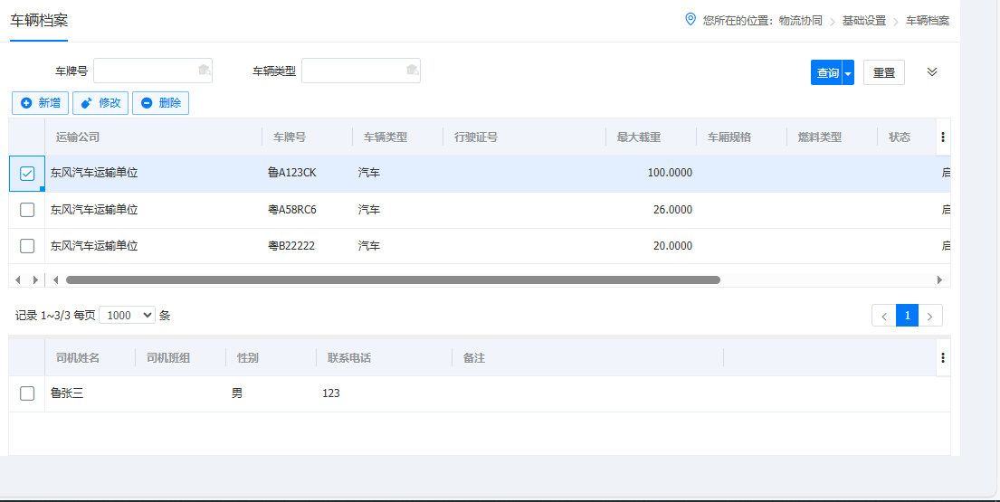 车辆档案
您所在的位置: 物流协同 > 基础设置 > 车辆档案
车牌号 车辆类型 查询 重置
新增 修改 删除
运输公司 车牌号 车辆类型 行驶证号 最大载重 车厢规格 燃料类型 状态
东风汽车运输单位 鲁A123CK 汽车 100.0000
东风汽车运输单位 粤A58RC6 汽车 26.0000
东风汽车运输单位 粤B22222 汽车 20.0000
记录 1~3/3 每页 1000 条 1
司机姓名 司机班组 性别 联系电话 备注
鲁张三 男 123